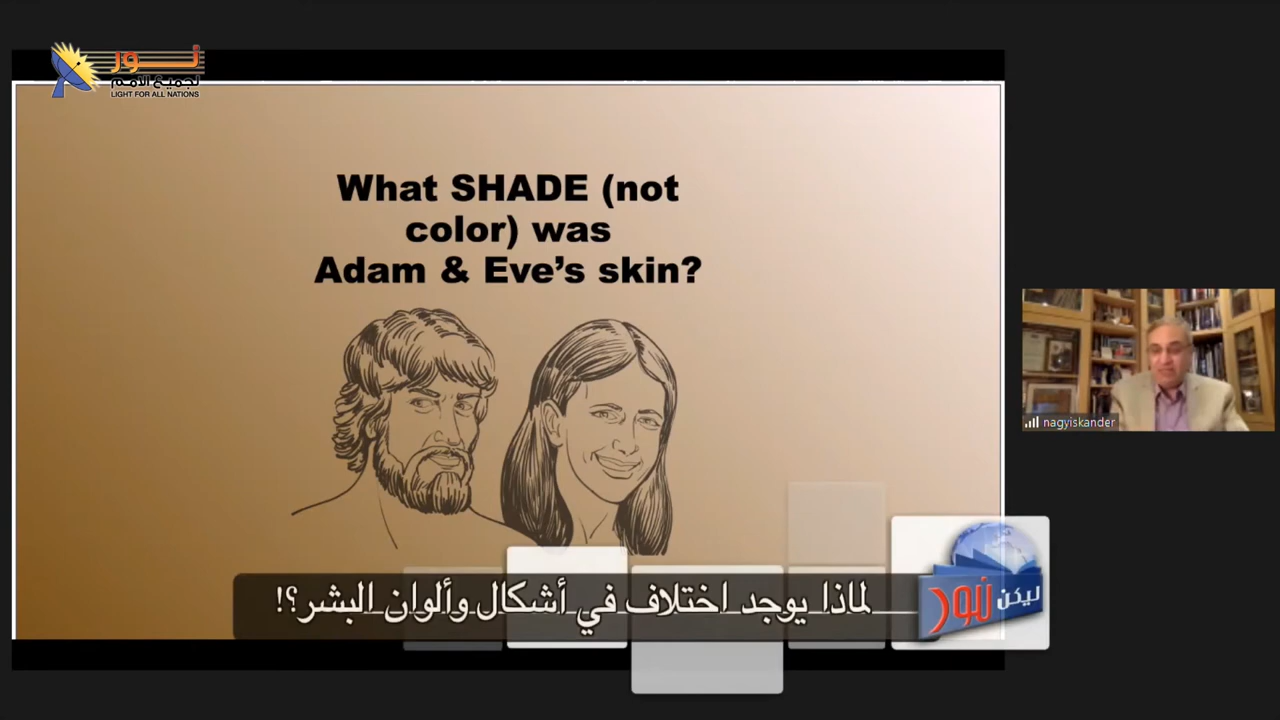 نور
لجميع الأمم
LIGHT FOR ALL NATIONS
What SHADE (not
color) was
Adam & Eve’s skin?
nagyiskander
لماذا يوجد اختلاف في أشكال وألوان البشر؟!
ليكن نور